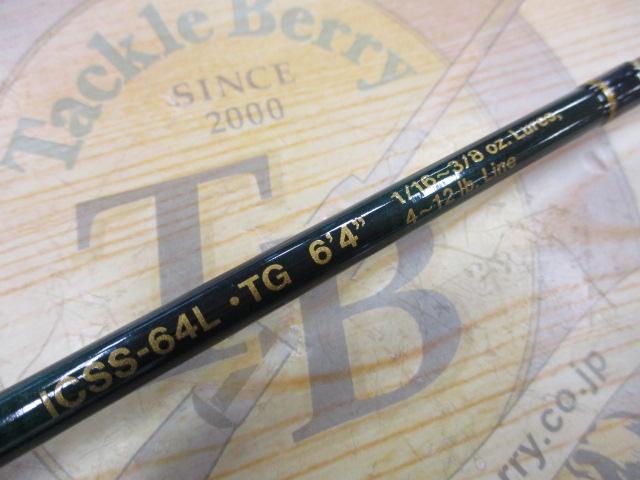 Tackle Berry
SINCE
2000
TB
ICSS-64L・TG 6'4" 1/16~3/8 oz. Lures,
4~12 lb. Line
rry.co.jp